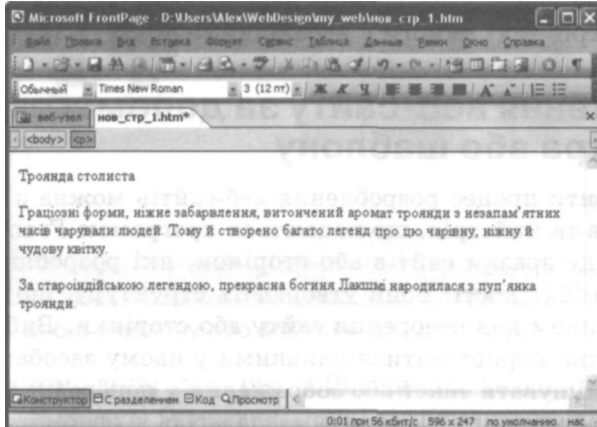 Microsoft FrontPage - D:\Users\Alex\WebDesign\my_web\нов_стр_1.htm
Файл Правка Вид Вставка Формат Сервис Таблица Данные Рамки Окно Справка
Обычный Times New Roman 3 (12 пт) Ж К Ч
веб-узел нов_стр_1.htm*
<body> <p>
Троянда столиста
Граціозні форми, ніжне забарвлення, витончений аромат троянди з незапам'ятних
часів чарували людей. Тому й створено багато легенд про цю чарівну, ніжну й
чудову квітку.
За староіндійською легендою, прекрасна богиня Лакшмі народилася з пуп'янка
троянди.
Конструктор С разделением Код Просмотр
0:01 при 56 кбит/с 596 x 247 по умолчанию нас